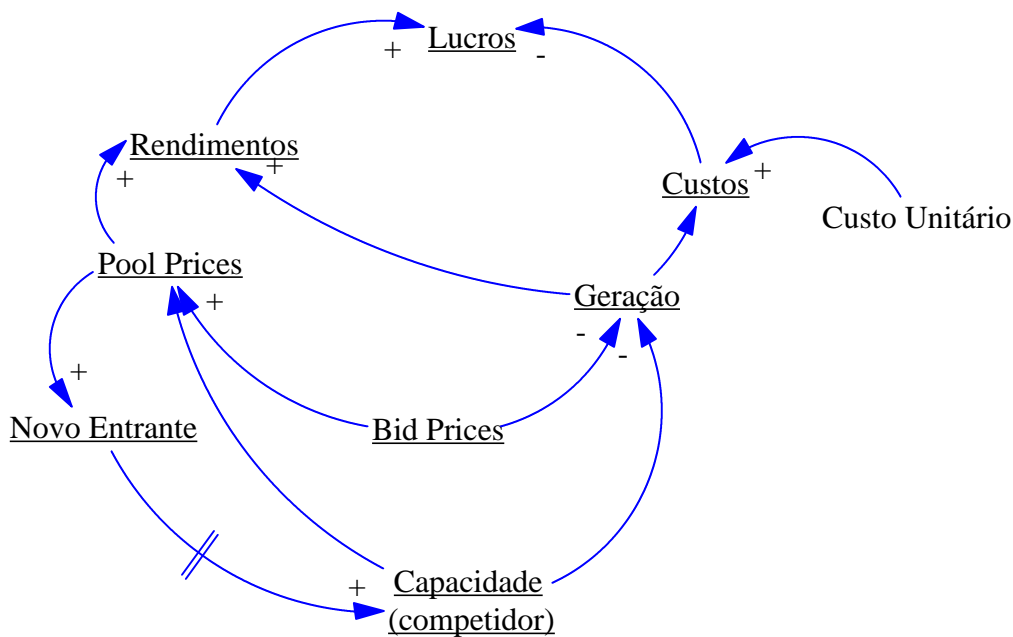 Lucros
+
-
Rendimentos
+
+
Custos
+
Custo Unitário
Pool Prices
+
Geração
-
-
+
Novo Entrante
Bid Prices
+
Capacidade
(competidor)